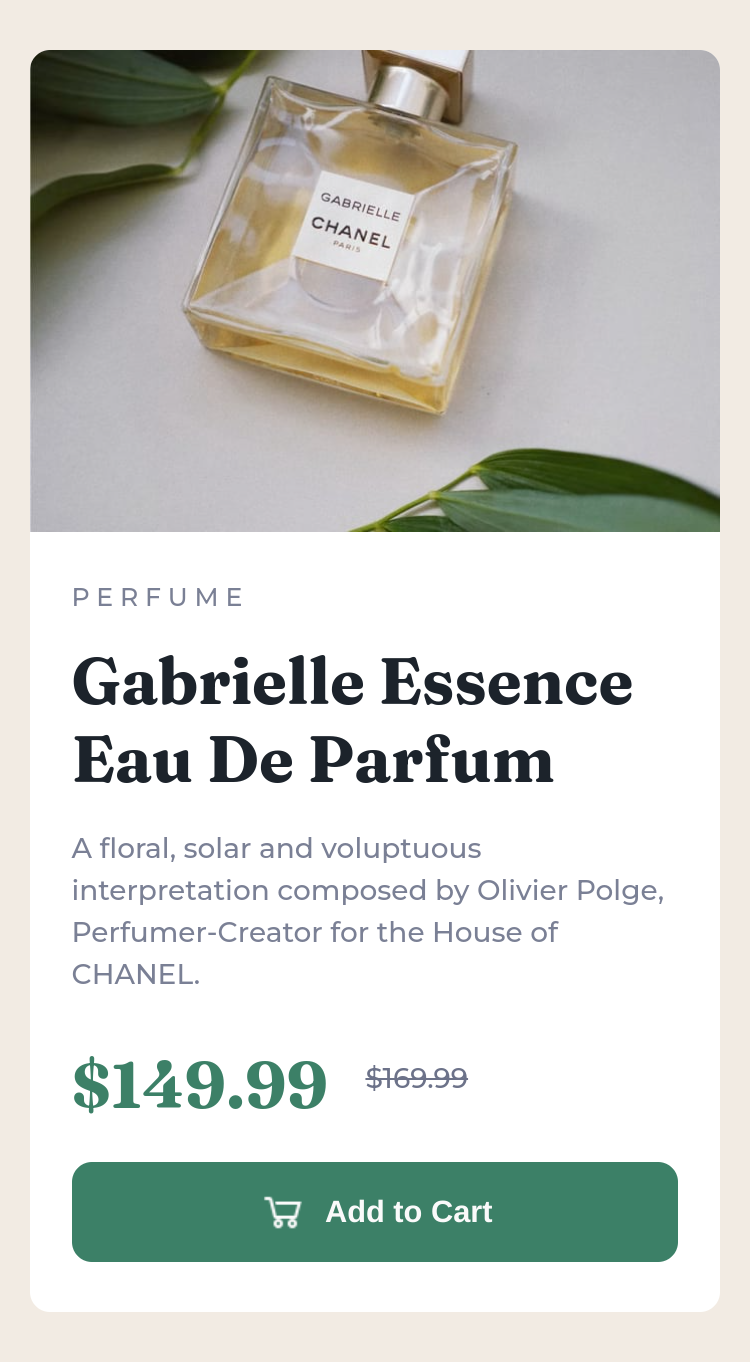 GABRIELLE
CHANEL
PARIS
PERFUME
Gabrielle Essence
Eau De Parfum
A floral, solar and voluptuous
interpretation composed by Olivier Polge,
Perfumer-Creator for the House of
CHANEL.
$149.99 $169.99
Add to Cart